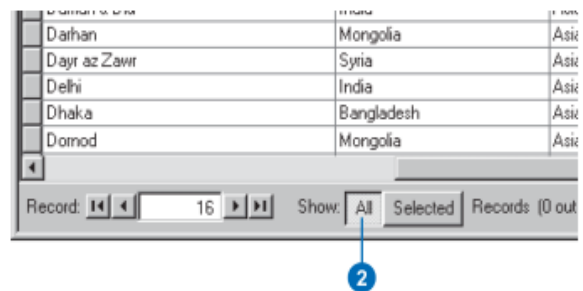 Darhan Mongolia Asia
Dayr az Zawr Syria Asia
Delhi India Asia
Dhaka Bangladesh Asia
Dornod Mongolia Asia
Record: 16 Show: All Selected Records (0 out
2